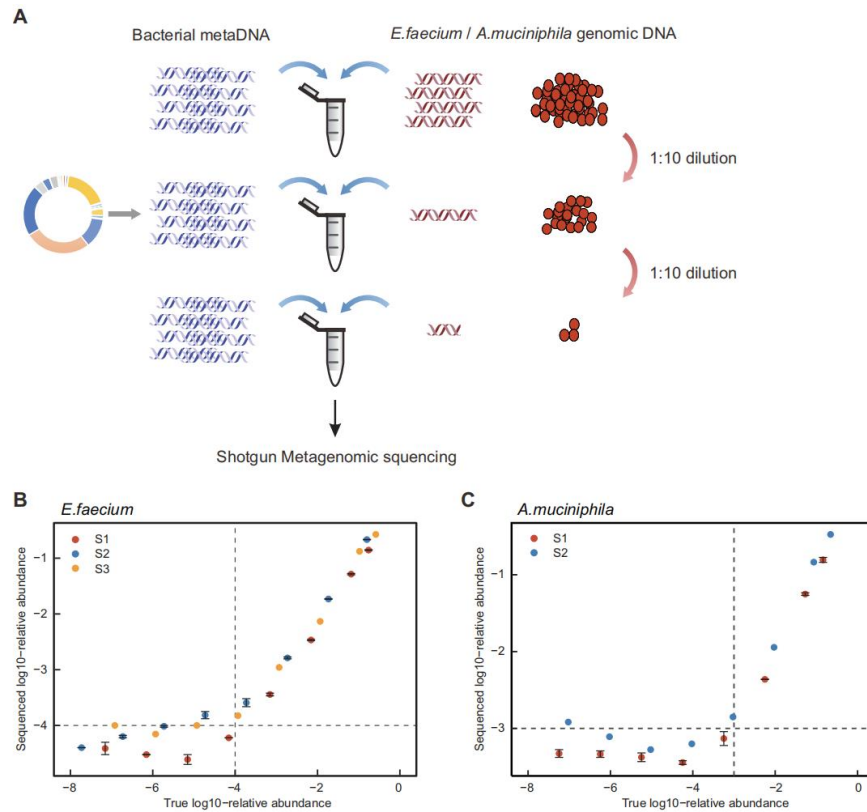 A
Bacterial metaDNA
E.faecium / A.muciniphila genomic DNA
1:10 dilution
1:10 dilution
Shotgun Metagenomic squencing
B
E.faecium
S1
S2
S3
−1
−2
−3
−4
−8
−6
−4
−2
0
Sequenced log10−relative abundance
True log10−relative abundance
C
A.muciniphila
S1
S2
−1
−2
−3
−8
−6
−4
−2
0
Sequenced log10−relative abundance
True log10−relative abundance